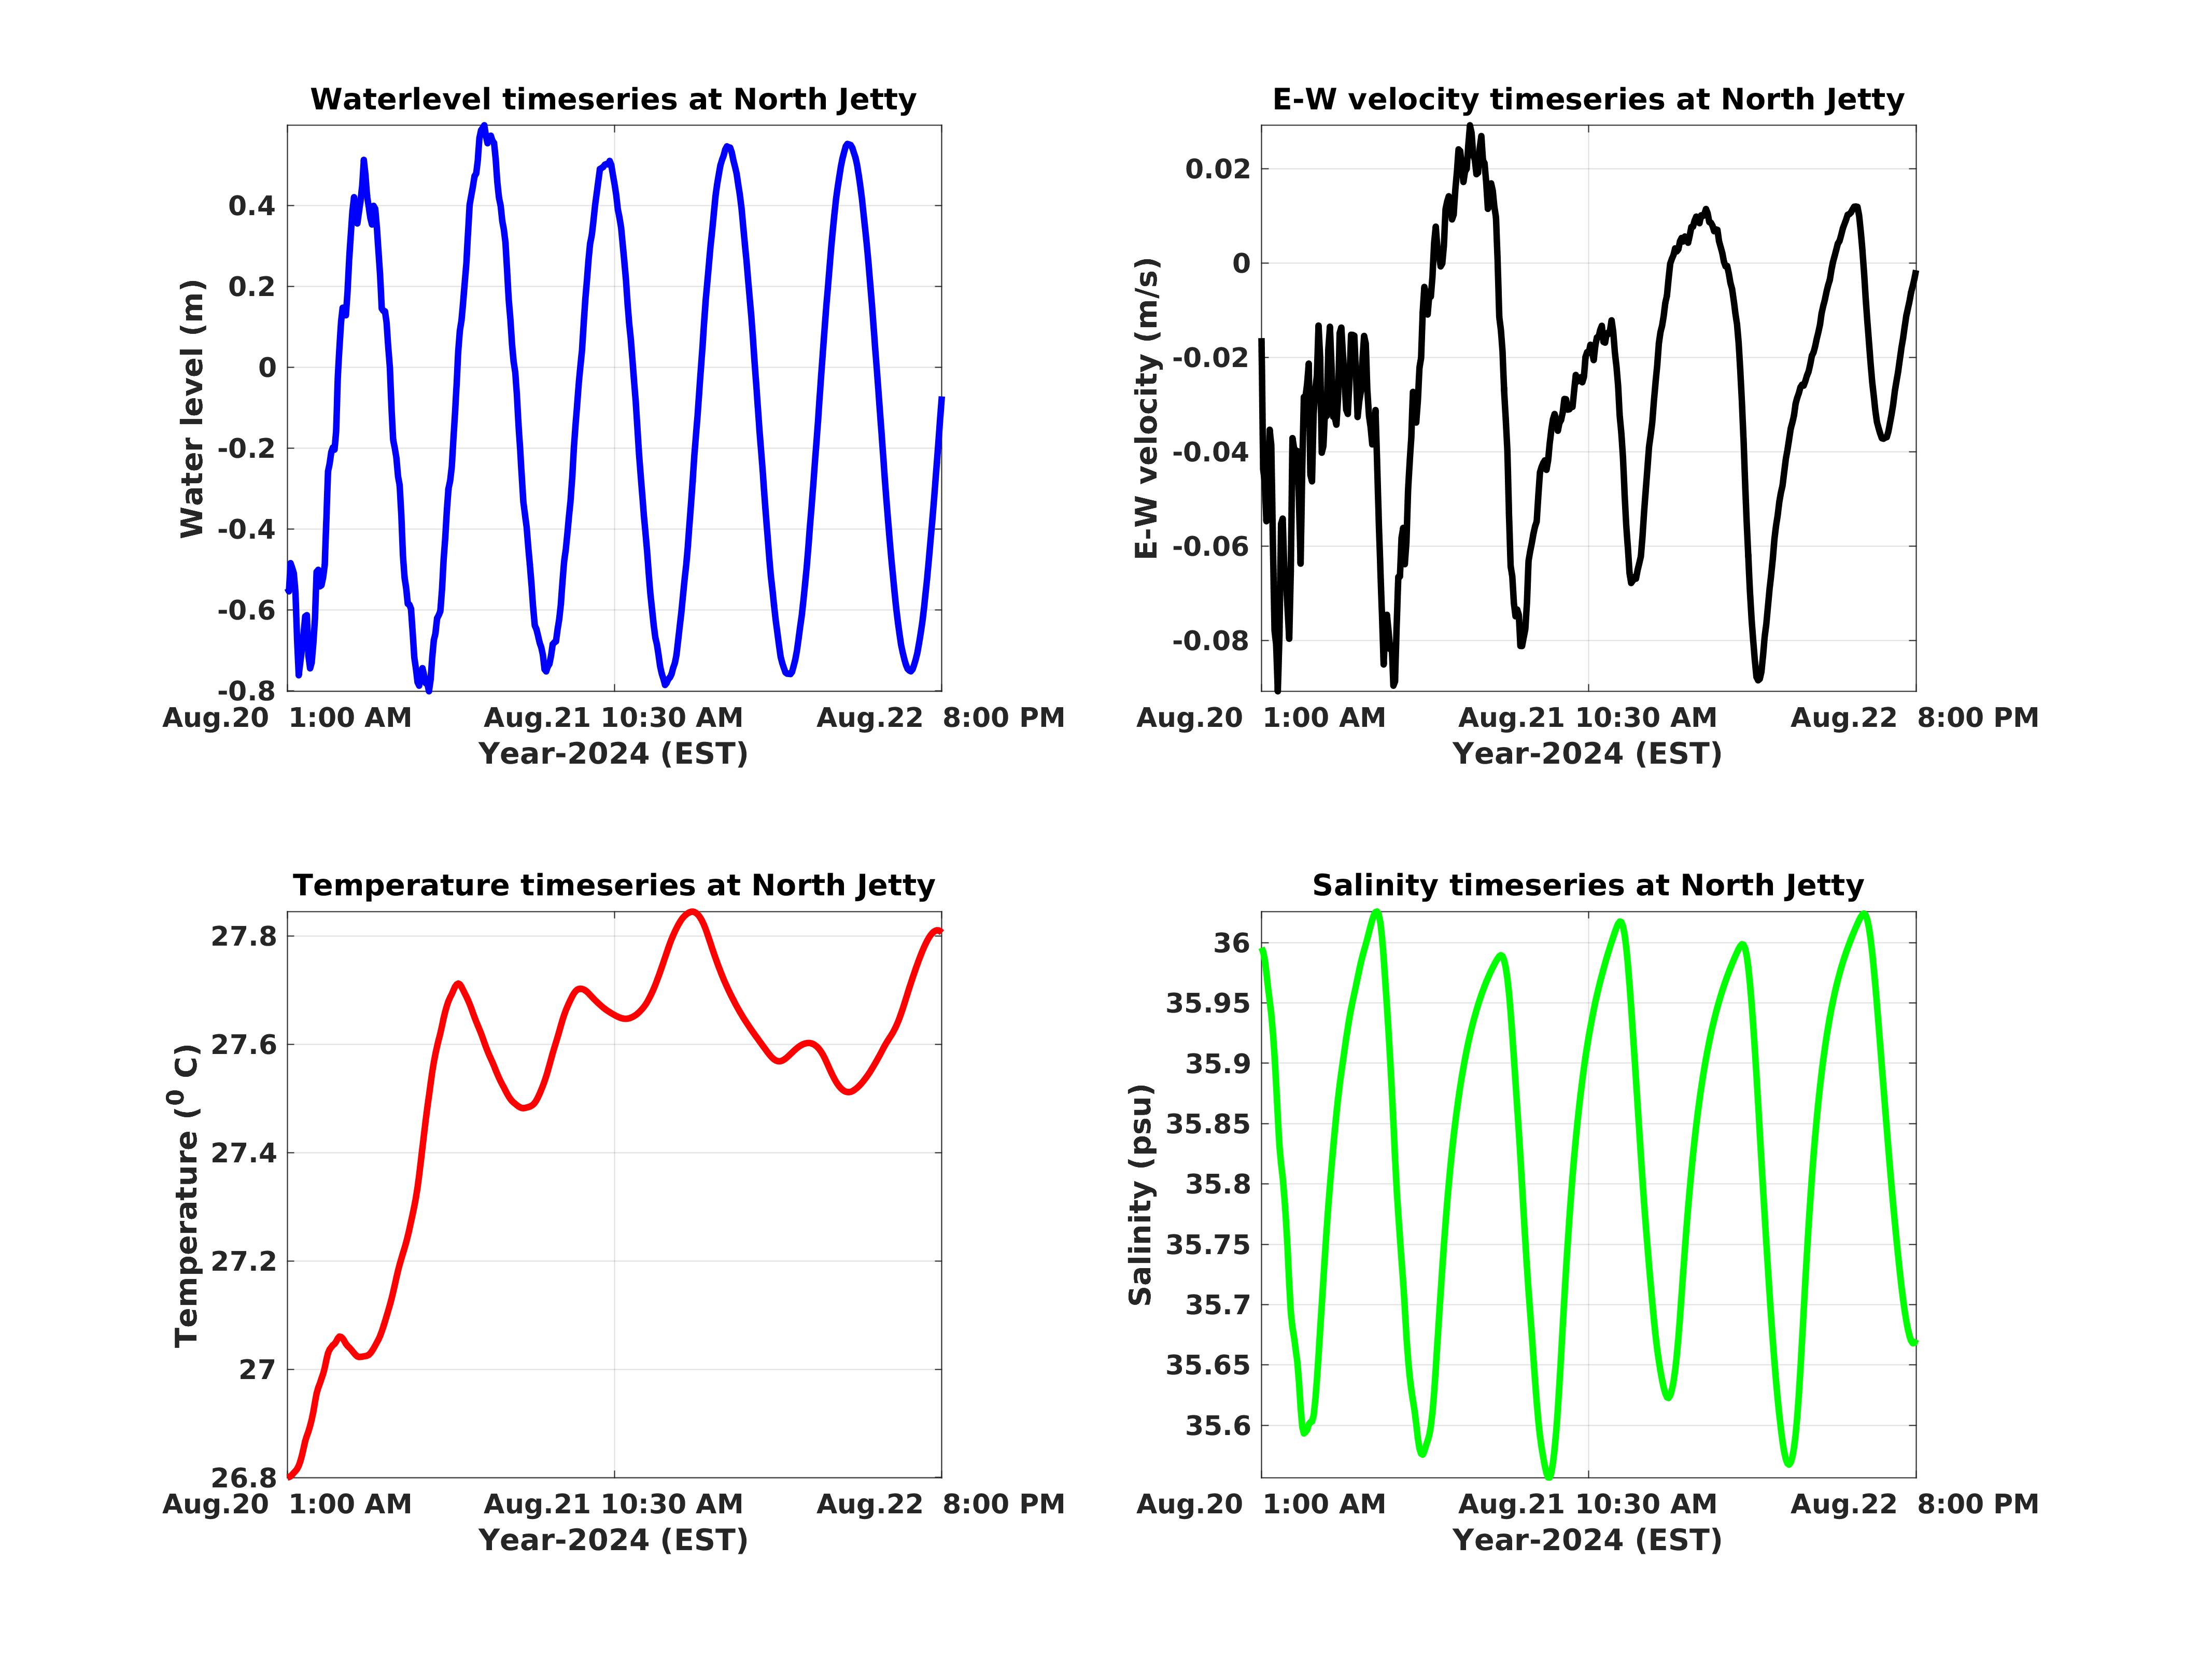 Waterlevel timeseries at North Jetty
Water level (m)
0.4
0.2
0
-0.2
-0.4
-0.6
-0.8
Aug.20 1:00 AM Aug.21 10:30 AM Aug.22 8:00 PM
Year-2024 (EST)
E-W velocity timeseries at North Jetty
E-W velocity (m/s)
0.02
0
-0.02
-0.04
-0.06
-0.08
Aug.20 1:00 AM Aug.21 10:30 AM Aug.22 8:00 PM
Year-2024 (EST)
Temperature timeseries at North Jetty
Temperature (⁰ C)
27.8
27.6
27.4
27.2
27
26.8
Aug.20 1:00 AM Aug.21 10:30 AM Aug.22 8:00 PM
Year-2024 (EST)
Salinity timeseries at North Jetty
Salinity (psu)
36
35.95
35.9
35.85
35.8
35.75
35.7
35.65
35.6
Aug.20 1:00 AM Aug.21 10:30 AM Aug.22 8:00 PM
Year-2024 (EST)